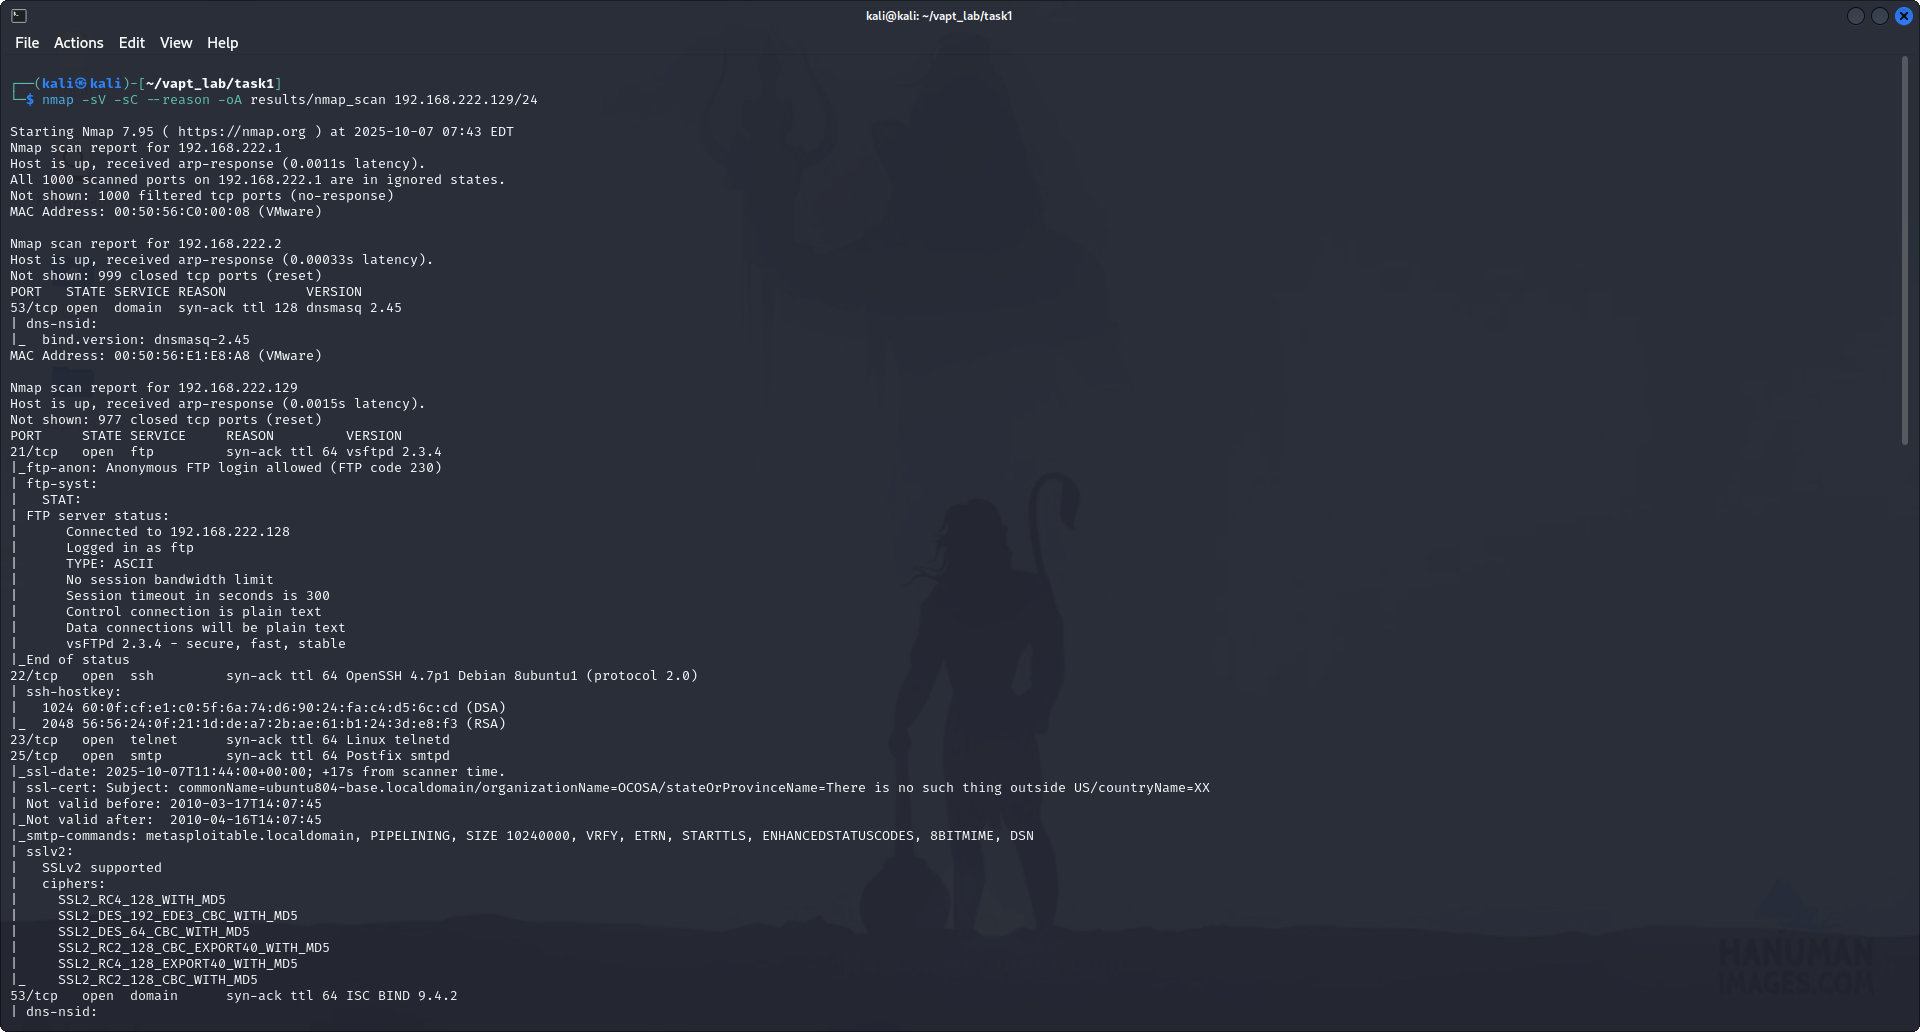 kali@kali: ~/vapt_lab/task1
File Actions Edit View Help
┌──(kali㉿kali)-[~/vapt_lab/task1]
└─$ nmap -sV -sC --reason -oA results/nmap_scan 192.168.222.129/24
Starting Nmap 7.95 ( https://nmap.org ) at 2025-10-07 07:43 EDT
Nmap scan report for 192.168.222.1
Host is up, received arp-response (0.0011s latency).
All 1000 scanned ports on 192.168.222.1 are in ignored states.
Not shown: 1000 filtered tcp ports (no-response)
MAC Address: 00:50:56:C0:00:08 (VMware)
Nmap scan report for 192.168.222.2
Host is up, received arp-response (0.00033s latency).
Not shown: 999 closed tcp ports (reset)
PORT   STATE SERVICE REASON          VERSION
53/tcp open  domain  syn-ack ttl 128 dnsmasq 2.45
| dns-nsid:
|_  bind.version: dnsmasq-2.45
MAC Address: 00:50:56:E1:E8:A8 (VMware)
Nmap scan report for 192.168.222.129
Host is up, received arp-response (0.0015s latency).
Not shown: 977 closed tcp ports (reset)
PORT     STATE SERVICE     REASON         VERSION
21/tcp   open  ftp         syn-ack ttl 64 vsftpd 2.3.4
|_ftp-anon: Anonymous FTP login allowed (FTP code 230)
| ftp-syst:
|   STAT:
| FTP server status:
|      Connected to 192.168.222.128
|      Logged in as ftp
|      TYPE: ASCII
|      No session bandwidth limit
|      Session timeout in seconds is 300
|      Control connection is plain text
|      Data connections will be plain text
|      vsFTPd 2.3.4 - secure, fast, stable
|_End of status
22/tcp   open  ssh         syn-ack ttl 64 OpenSSH 4.7p1 Debian 8ubuntu1 (protocol 2.0)
| ssh-hostkey:
|   1024 60:0f:cf:e1:c0:5f:6a:74:d6:90:24:fa:c4:d5:6c:cd (DSA)
|_  2048 56:56:24:0f:21:1d:de:a7:2b:ae:61:b1:24:3d:e8:f3 (RSA)
23/tcp   open  telnet      syn-ack ttl 64 Linux telnetd
25/tcp   open  smtp        syn-ack ttl 64 Postfix smtpd
|_ssl-date: 2025-10-07T11:44:00+00:00; +17s from scanner time.
| ssl-cert: Subject: commonName=ubuntu804-base.localdomain/organizationName=OCOSA/stateOrProvinceName=There is no such thing outside US/countryName=XX
| Not valid before: 2010-03-17T14:07:45
|_Not valid after:  2010-04-16T14:07:45
|_smtp-commands: metasploitable.localdomain, PIPELINING, SIZE 10240000, VRFY, ETRN, STARTTLS, ENHANCEDSTATUSCODES, 8BITMIME, DSN
| sslv2:
|   SSLv2 supported
|   ciphers:
|     SSL2_RC4_128_WITH_MD5
|     SSL2_DES_192_EDE3_CBC_WITH_MD5
|     SSL2_DES_64_CBC_WITH_MD5
|     SSL2_RC2_128_CBC_EXPORT40_WITH_MD5
|     SSL2_RC4_128_EXPORT40_WITH_MD5
|_    SSL2_RC2_128_CBC_WITH_MD5
53/tcp   open  domain      syn-ack ttl 64 ISC BIND 9.4.2
| dns-nsid:
HANUMAN
IMAGES.COM